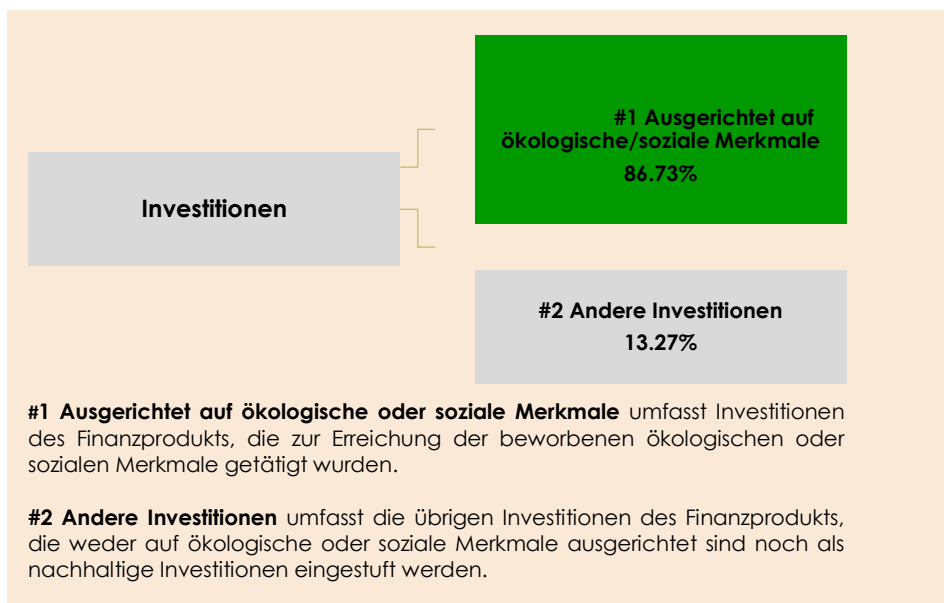 #1 Ausgerichtet auf
ökologische/soziale Merkmale
86.73%
Investitionen
#2 Andere Investitionen
13.27%
#1 Ausgerichtet auf ökologische oder soziale Merkmale umfasst Investitionen
des Finanzprodukts, die zur Erreichung der beworbenen ökologischen oder
sozialen Merkmale getätigt wurden.
#2 Andere Investitionen umfasst die übrigen Investitionen des Finanzprodukts,
die weder auf ökologische oder soziale Merkmale ausgerichtet sind noch als
nachhaltige Investitionen eingestuft werden.